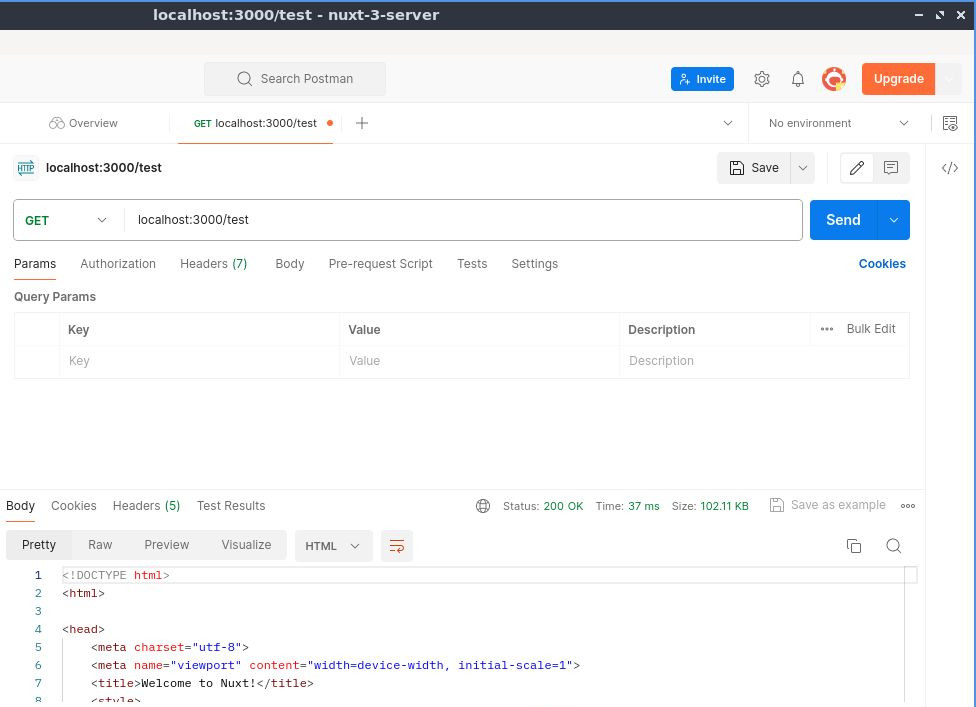 localhost:3000/test - nuxt-3-server
Search Postman
Invite
Upgrade
Overview
GET localhost:3000/test
No environment
HTTP localhost:3000/test
Save
</>
GET localhost:3000/test
Send
Params Authorization Headers (7) Body Pre-request Script Tests Settings Cookies
Query Params
Key Value Description ••• Bulk Edit
Key Value Description
Body Cookies Headers (5) Test Results Status: 200 OK Time: 37 ms Size: 102.11 KB Save as example
Pretty Raw Preview Visualize HTML
1 <!DOCTYPE html>
2 <html>
3
4 <head>
5 <meta charset="utf-8">
6 <meta name="viewport" content="width=device-width, initial-scale=1">
7 <title>Welcome to Nuxt!</title>
8 <style>